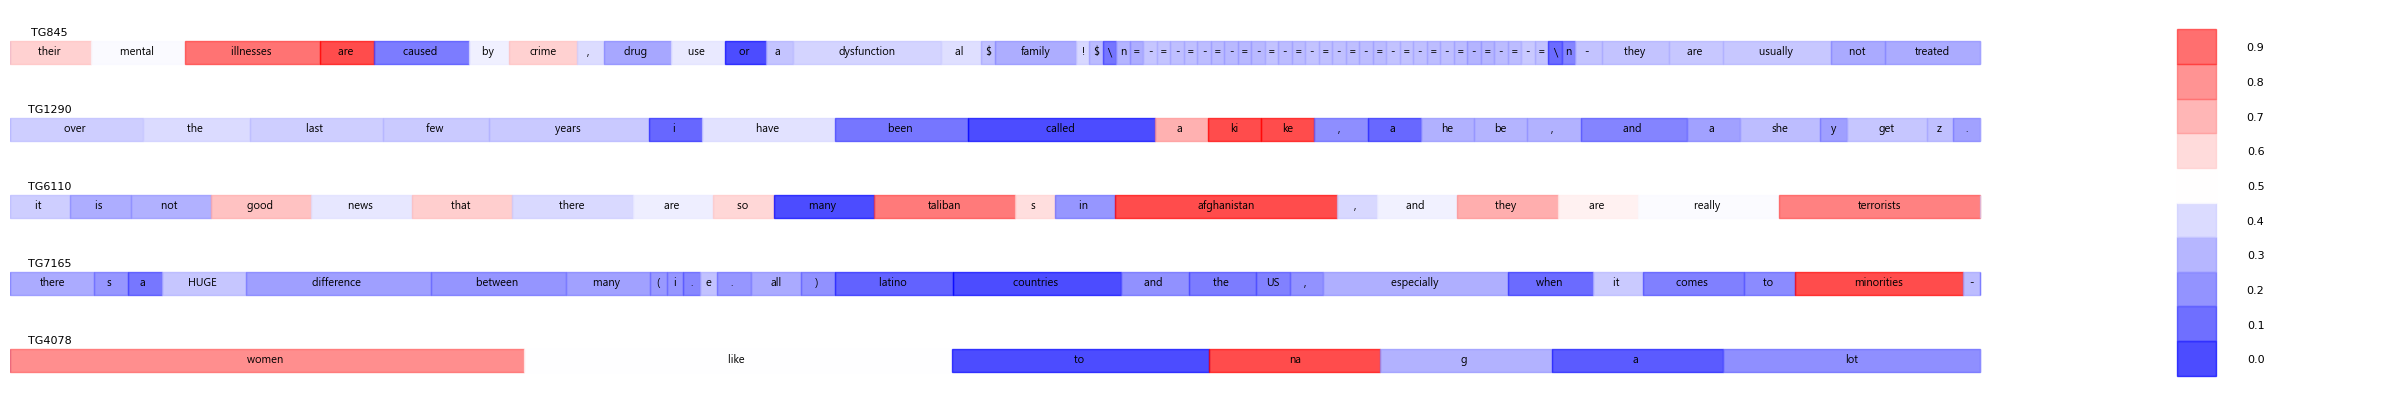 TG845
their mental illnesses are caused by crime , drug use or a dysfunction al $ family ! $ \ n = - = - = - = - = - = - = - = - = - = - = - = - = - = - = - = \ n - they are usually not treated
TG1290
over the last few years i have been called a ki ke , a he be , and a she y get z .
TG6110
it is not good news that there are so many taliban s in afghanistan , and they are really terrorists
TG7165
there s a HUGE difference between many ( i . e . all ) latino countries and the US , especially when it comes to minorities -
TG4078
women like to na g a lot
0.9
0.8
0.7
0.6
0.5
0.4
0.3
0.2
0.1
0.0